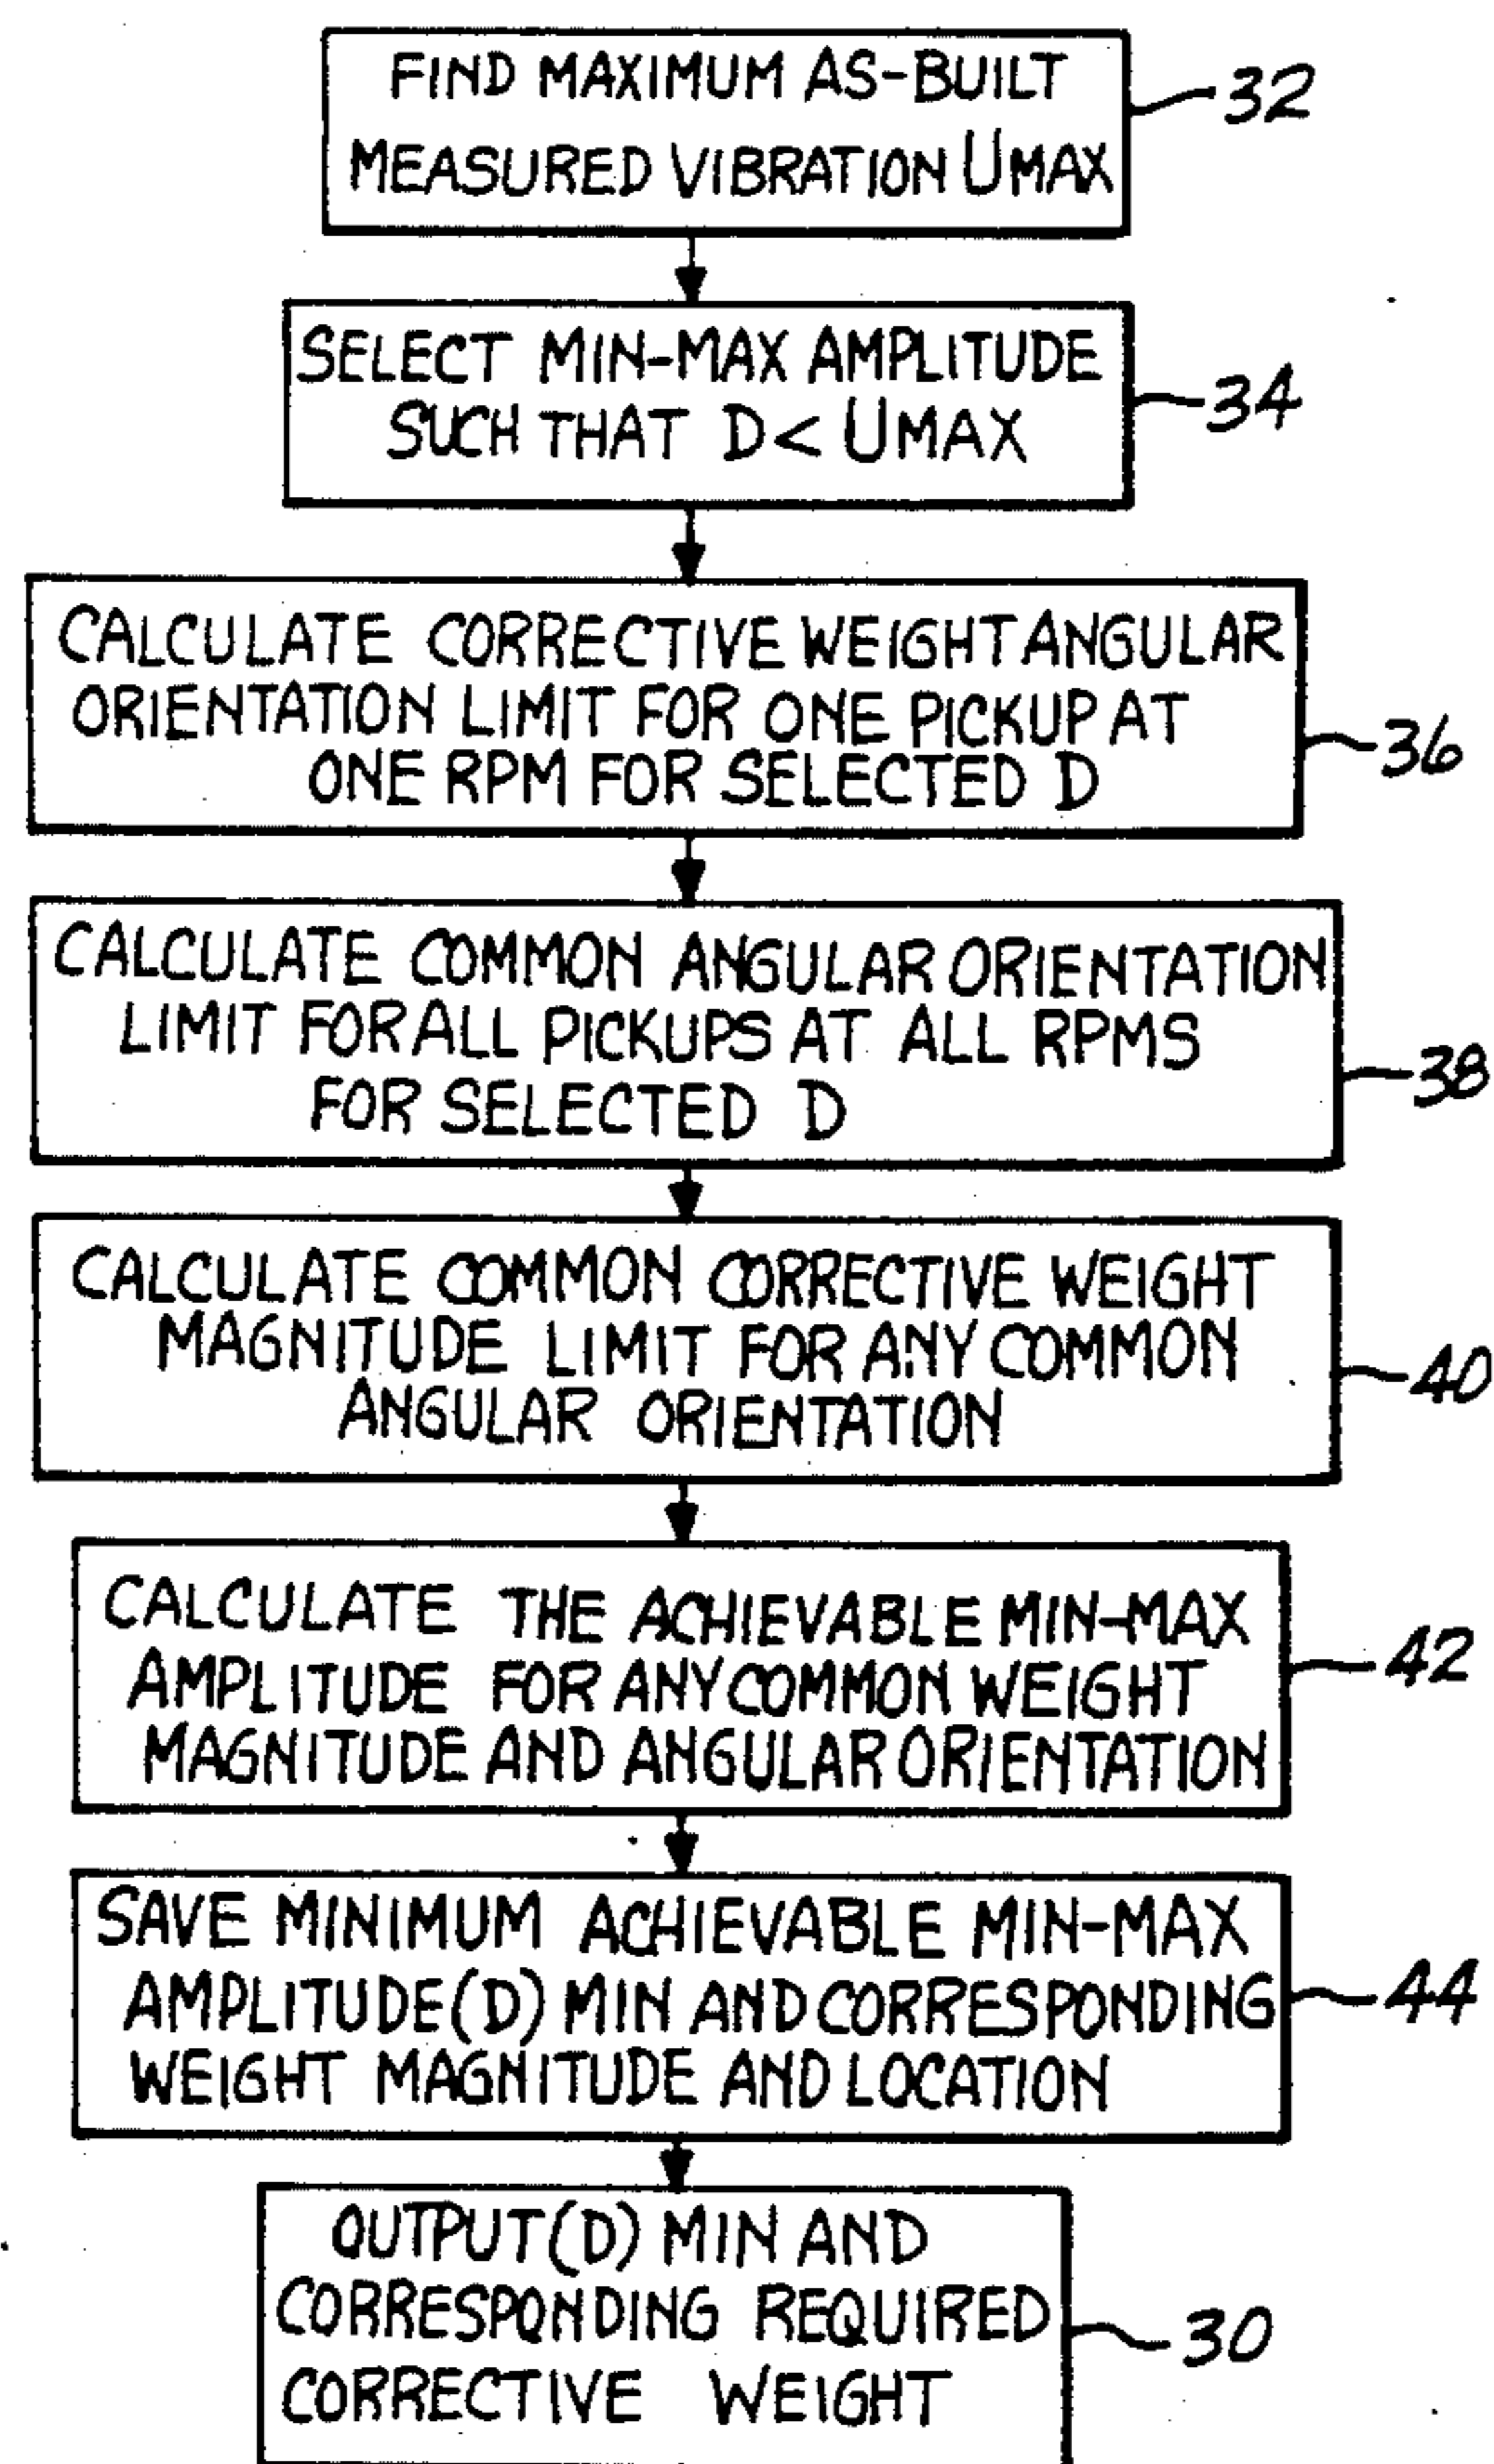 FIND MAXIMUM AS-BUILT
MEASURED VIBRATION UMAX
32
SELECT MIN-MAX AMPLITUDE
SUCH THAT D < UMAX
34
CALCULATE CORRECTIVE WEIGHT ANGULAR
ORIENTATION LIMIT FOR ONE PICKUP AT
ONE RPM FOR SELECTED D
36
CALCULATE COMMON ANGULAR ORIENTATION
LIMIT FOR ALL PICKUPS AT ALL RPMS
FOR SELECTED D
38
CALCULATE COMMON CORRECTIVE WEIGHT
MAGNITUDE LIMIT FOR ANY COMMON
ANGULAR ORIENTATION
40
CALCULATE THE ACHIEVABLE MIN-MAX
AMPLITUDE FOR ANY COMMON WEIGHT
MAGNITUDE AND ANGULAR ORIENTATION
42
SAVE MINIMUM ACHIEVABLE MIN-MAX
AMPLITUDE(D) MIN AND CORRESPONDING
WEIGHT MAGNITUDE AND LOCATION
44
OUTPUT(D) MIN AND
CORRESPONDING REQUIRED
CORRECTIVE WEIGHT
30